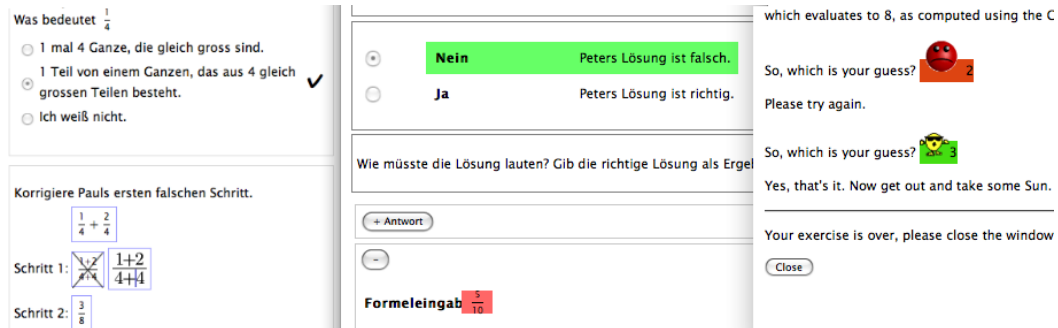 Was bedeutet 1/4
1 mal 4 Ganze, die gleich gross sind.
1 Teil von einem Ganzen, das aus 4 gleich
grossen Teilen besteht.
Ich weiß nicht.
Korrigiere Pauls ersten falschen Schritt.
1/4 + 2/4
Schritt 1: 1+2/4+4 1+2/4+4
Schritt 2: 3/8
Nein Peters Lösung ist falsch.
Ja Peters Lösung ist richtig.
Wie müsste die Lösung lauten? Gib die richtige Lösung als
+ Antwort
-
Formeleingab 5/10
which evaluates to 8, as computed using the
So, which is your guess? 2
Please try again.
So, which is your guess? 3
Yes, that's it. Now get out and take some Sun.
Your exercise is over, please close the window
Close